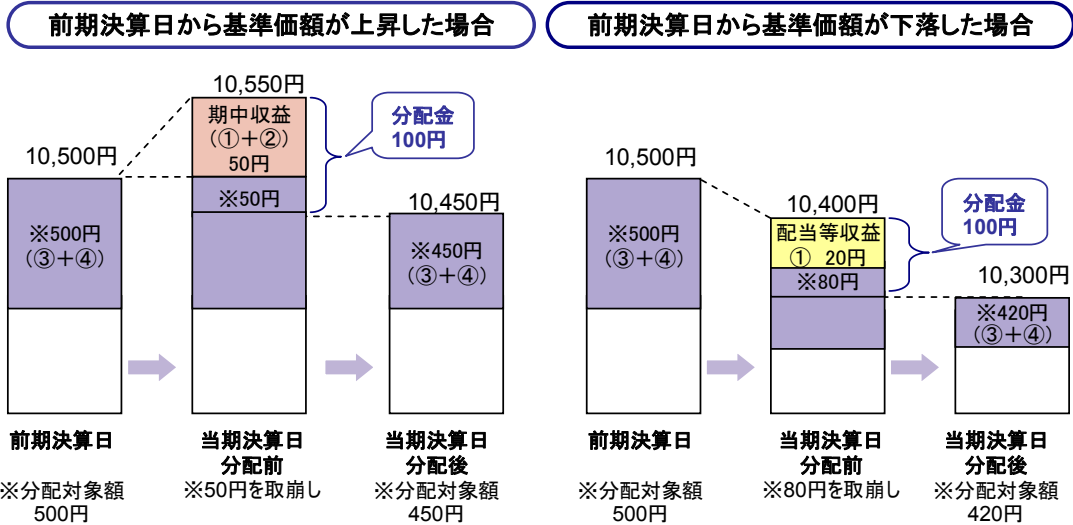 前期決算日から基準価額が上昇した場合
10,550円
期中収益
（①＋②）
50円
分配金
100円
10,500円
※50円
10,450円
※500円
（③＋④）
※450円
（③＋④）
前期決算日
当期決算日
分配前
当期決算日
分配後
※分配対象額
500円
※50円を取崩し
※分配対象額
450円
前期決算日から基準価額が下落した場合
10,500円
10,400円
分配金
100円
※500円
（③＋④）
配当等収益
① 20円
※80円
10,300円
※420円
（③＋④）
前期決算日
当期決算日
分配前
当期決算日
分配後
※分配対象額
500円
※80円を取崩し
※分配対象額
420円